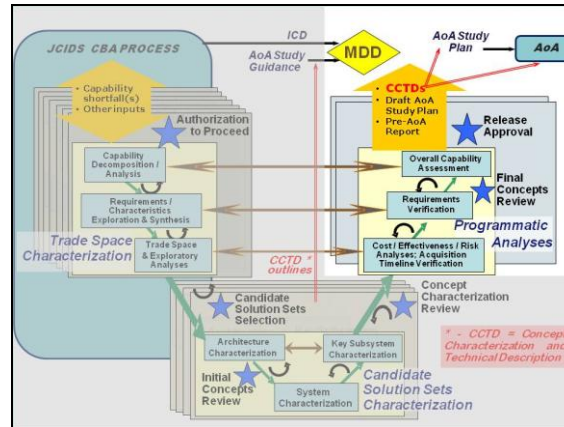 JCIDS CBA PROCESS
ICD
AoA Study
Guidance
MDD
AoA Study
Plan
AoA
• Capability
shortfall(s)
• Other inputs
• CCTDs
• Draft AoA
Study Plan
• Pre-AoA
Report
Authorization
to Proceed
Release
Approval
Capability
Decomposition /
Analysis
Overall Capability
Assessment
Final
Concepts
Review
Requirements /
Characteristics
Exploration & Synthesis
Requirements
Verification
Programmatic
Analyses
Trade Space
Characterization
Trade Space
& Exploratory
Analyses
CCTD *
outlines
Cost / Effectiveness / Risk
Analyses; Acquisition
Timeline Verification
Candidate
Solution Sets
Selection
Concept
Characterization
Review
Architecture
Characterization
Key Subsystem
Characterization
Initial
Concepts
Review
System
Characterization
Candidate
Solution Sets
Characterization
* - CCTD = Concept
Characterization and
Technical Description